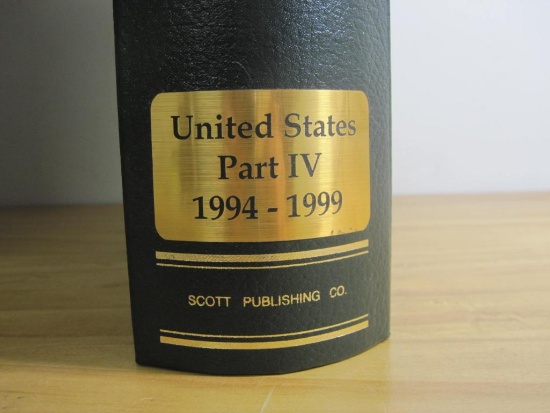 United States
Part IV
1994 - 1999
SCOTT PUBLISHING CO.